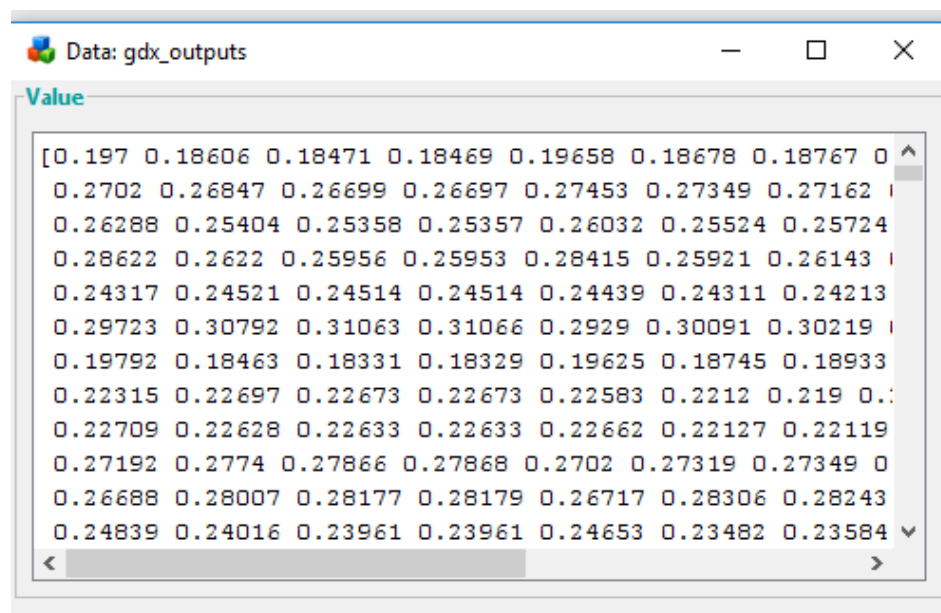 Data: gdx_outputs
Value
[0.197 0.18606 0.18471 0.18469 0.19658 0.18678 0.18767 0
0.2702 0.26847 0.26699 0.26697 0.27453 0.27349 0.27162
0.26288 0.25404 0.25358 0.25357 0.26032 0.25524 0.25724
0.28622 0.2622 0.25956 0.25953 0.28415 0.25921 0.26143
0.24317 0.24521 0.24514 0.24514 0.24439 0.24311 0.24213
0.29723 0.30792 0.31063 0.31066 0.2929 0.30091 0.30219
0.19792 0.18463 0.18331 0.18329 0.19625 0.18745 0.18933
0.22315 0.22697 0.22673 0.22673 0.22583 0.2212 0.219 0.
0.22709 0.22628 0.22633 0.22633 0.22662 0.22127 0.22119
0.27192 0.2774 0.27866 0.27868 0.2702 0.27319 0.27349 0
0.26688 0.28007 0.28177 0.28179 0.26717 0.28306 0.28243
0.24839 0.24016 0.23961 0.23961 0.24653 0.23482 0.23584